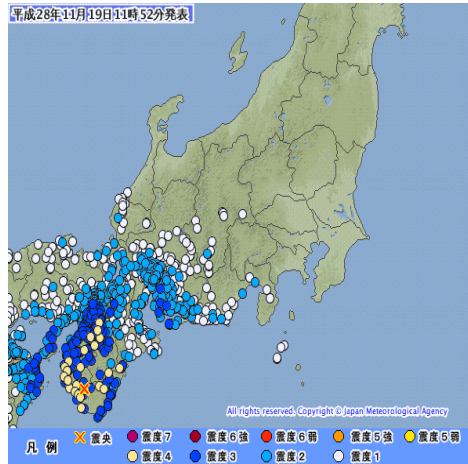 平成28年11月19日11時52分発表
All rights reserved. Copyright © Japan Meteorological Agency
凡 例 震央 震度7 震度6強 震度6弱 震度5強 震度5弱
震度4 震度3 震度2 震度1